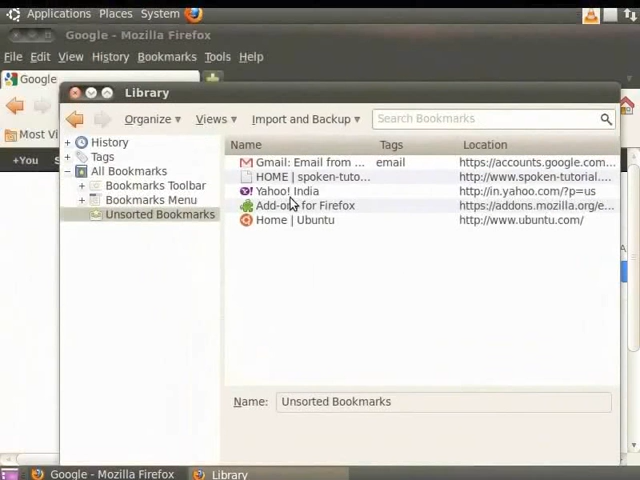 Applications Places System
Google - Mozilla Firefox
File Edit View History Bookmarks Tools Help
Google
Library
Organize Views Import and Backup Search Bookmarks
Most Vi
+You
History
Tags
All Bookmarks
Bookmarks Toolbar
Bookmarks Menu
Unsorted Bookmarks
Name Tags Location
Gmail: Email from ... email https://accounts.google.com...
HOME | spoken-tuto... http://www.spoken-tutorial....
Yahoo! India http://in.yahoo.com/?p=us
Add-ons for Firefox https://addons.mozilla.org/e...
Home | Ubuntu http://www.ubuntu.com/
Name: Unsorted Bookmarks
Google - Mozilla Firefox Library